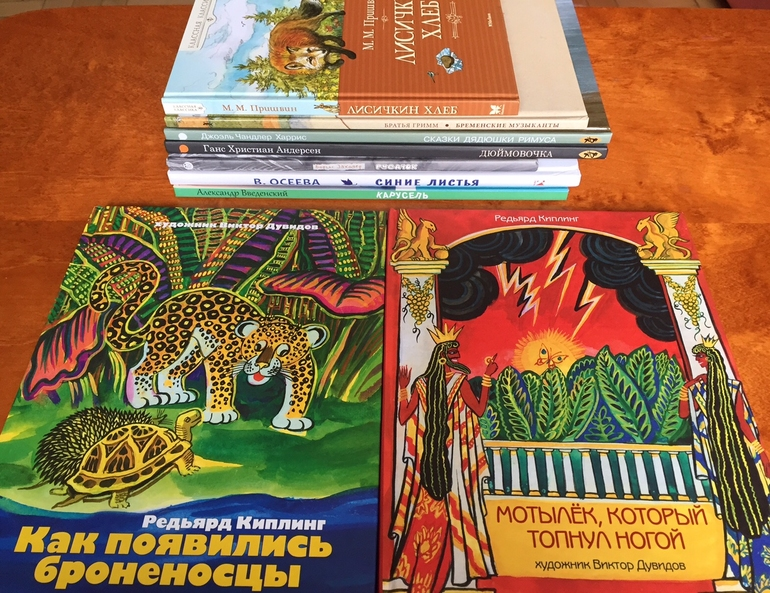 М. М. Пришвин
ЛИСИЧКИН ХЛЕБ
М. М. Пришвин ЛИСИЧКИН ХЛЕБ
БРАТЬЯ ГРИММ • БРЕМЕНСКИЕ МУЗЫКАНТЫ
Джоэль Чандлер Харрис СКАЗКИ ДЯДЮШКИ РИМУСА
Ганс Христиан Андерсен ДЮЙМОВОЧКА
РУСАЧОК
В. ОСЕЕВА СИНИЕ ЛИСТЬЯ
Александр Введенский КАРУСЕЛЬ
художник Виктор Дувидов
Редьярд Киплинг
Как появились
броненосцы
Редьярд Киплинг
МОТЫЛЁК, КОТОРЫЙ
ТОПНУЛ НОГОЙ
художник Виктор Дувидов